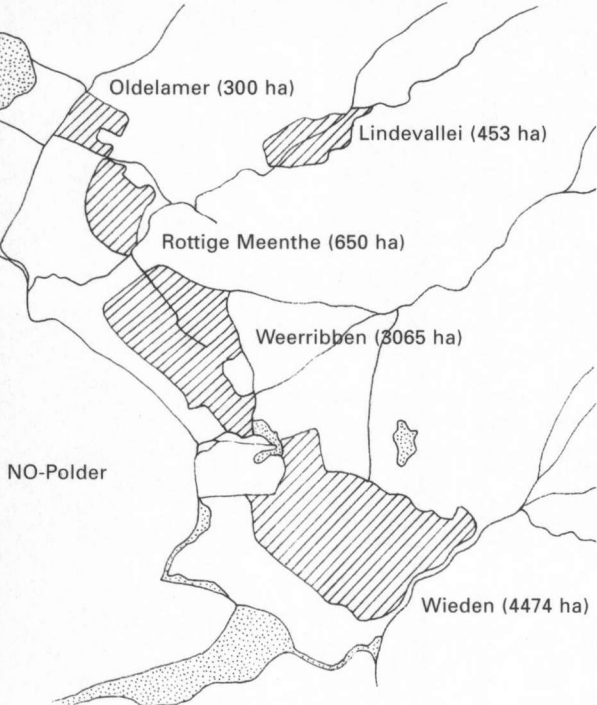 Oldelamer (300 ha)
Lindevallei (453 ha)
Rottige Meenthe (650 ha)
Weerribben (3065 ha)
NO-Polder
Wieden (4474 ha)